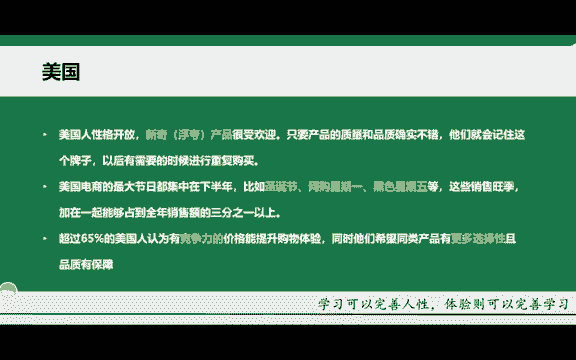 美国
美国人性格开放，新奇（浮夸）产品很受欢迎。只要产品的质量和品质确实不错，他们就会记住这
个牌子，以后有需要的时候进行重复购买。
美国电商的最大节日都集中在下半年，比如圣诞节、网购星期一、黑色星期五等，这些销售旺季，
加在一起能够占到全年销售额的三分之一以上。
超过65%的美国人认为有竞争力的价格能提升购物体验，同时他们希望同类产品有更多选择性且
品质有保障
学习可以完善人性，体验则可以完善学习